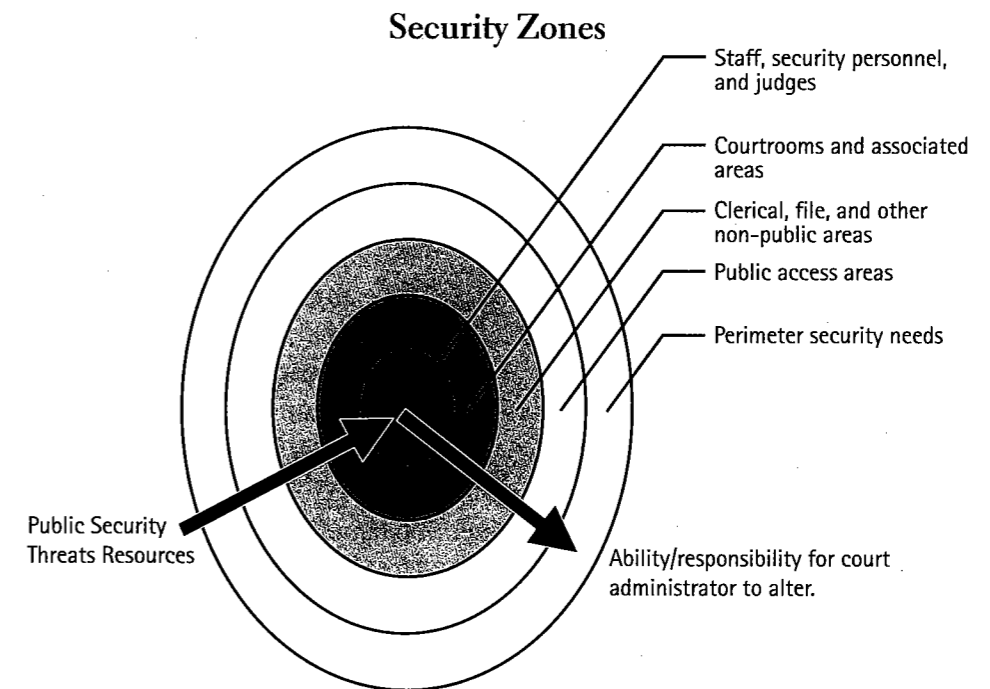 Security Zones
Staff, security personnel,
and judges
Courtrooms and associated
areas
Clerical, file, and other
non-public areas
Public access areas
Perimeter security needs
Public Security
Threats Resources
Ability/responsibility for court
administrator to alter.